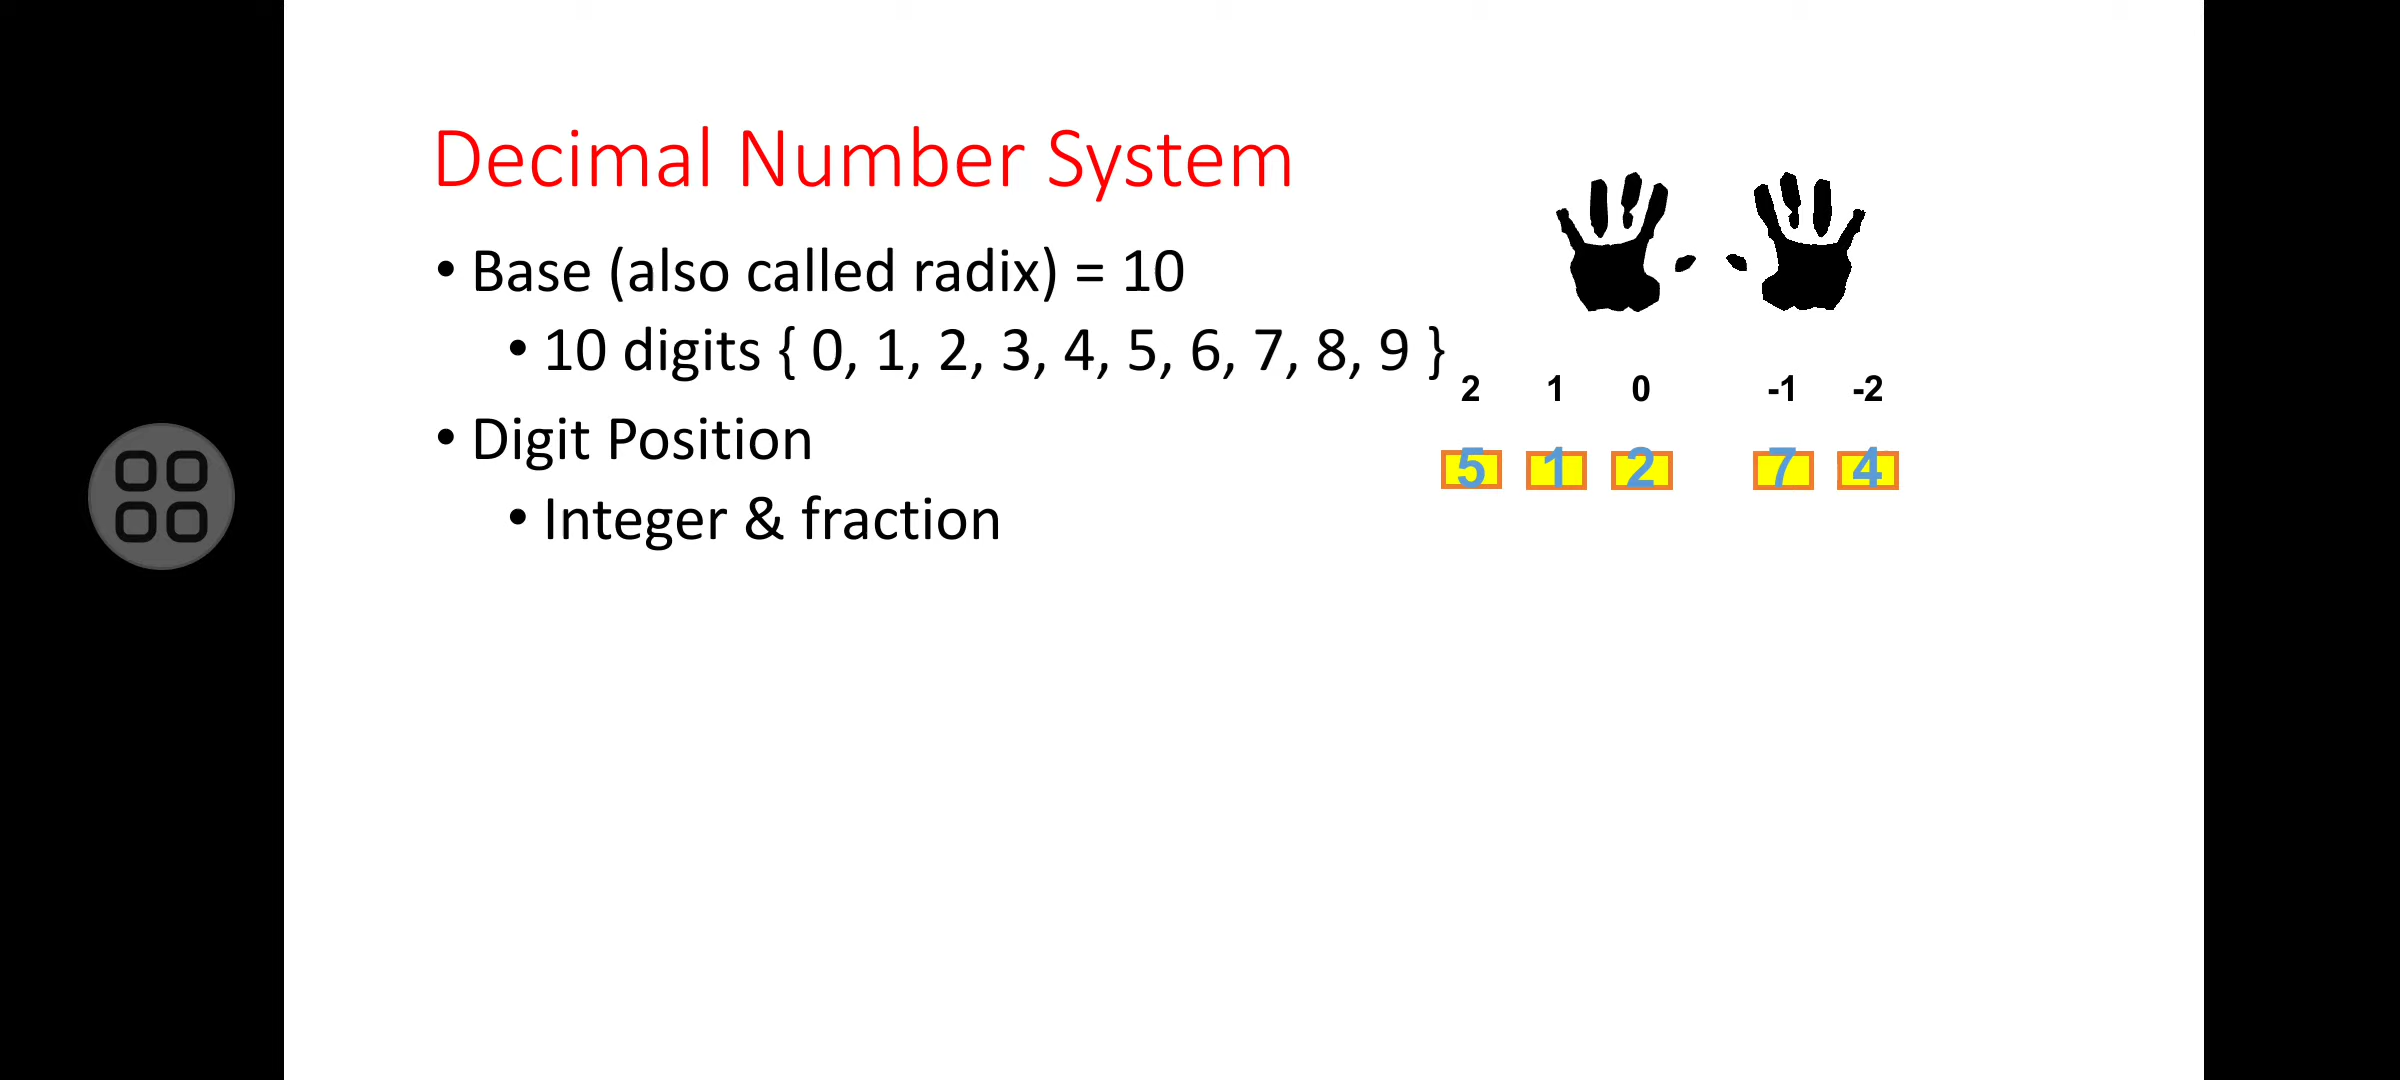 Decimal Number System
• Base (also called radix) = 10
• 10 digits { 0, 1, 2, 3, 4, 5, 6, 7, 8, 9 }
2 1 0 -1 -2
• Digit Position
5 1 2 7 4
• Integer & fraction